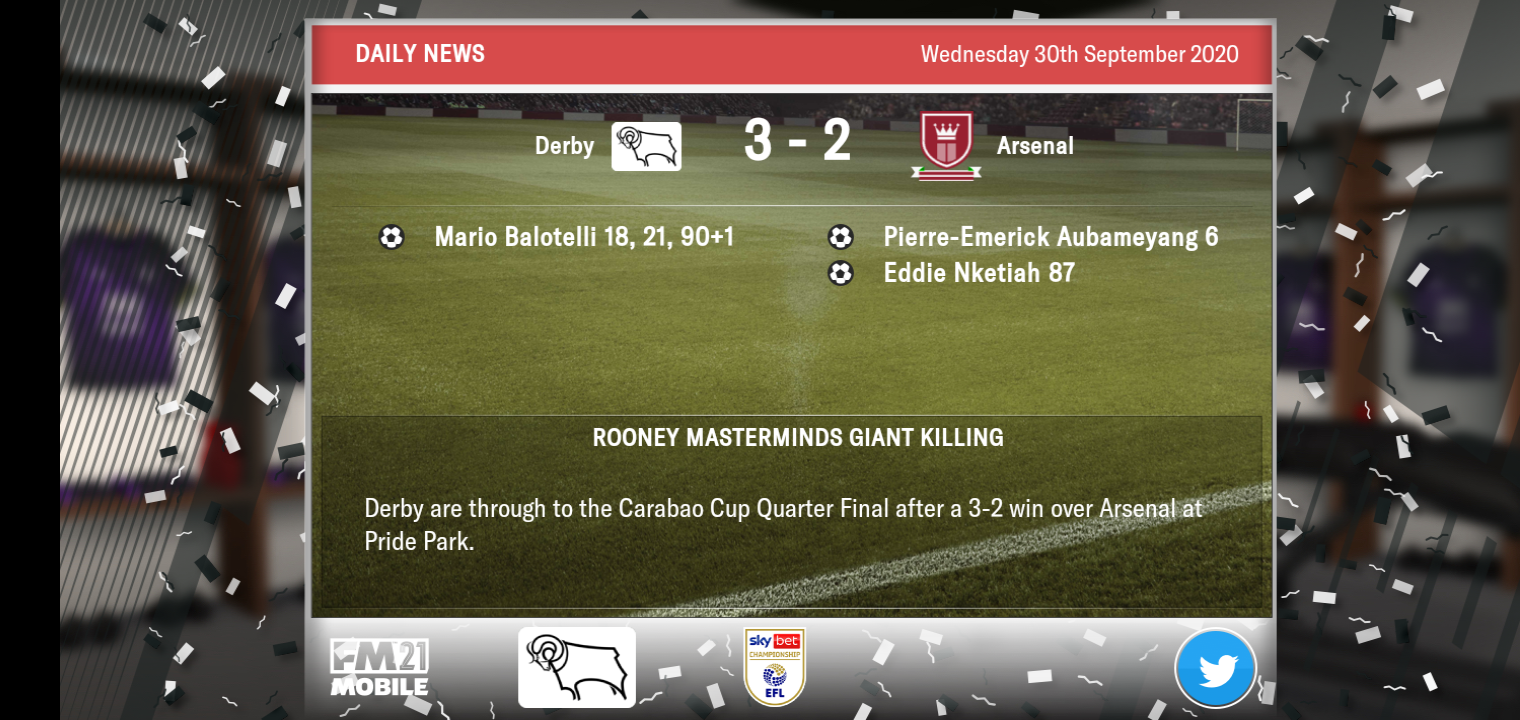 DAILY NEWS
Wednesday 30th September 2020
Derby 3 - 2 Arsenal
Mario Balotelli 18, 21, 90+1
Pierre-Emerick Aubameyang 6
Eddie Nketiah 87
ROONEY MASTERMINDS GIANT KILLING
Derby are through to the Carabao Cup Quarter Final after a 3-2 win over Arsenal at
Pride Park.
FM21
MOBILE
sky bet
CHAMPIONSHIP
EFL